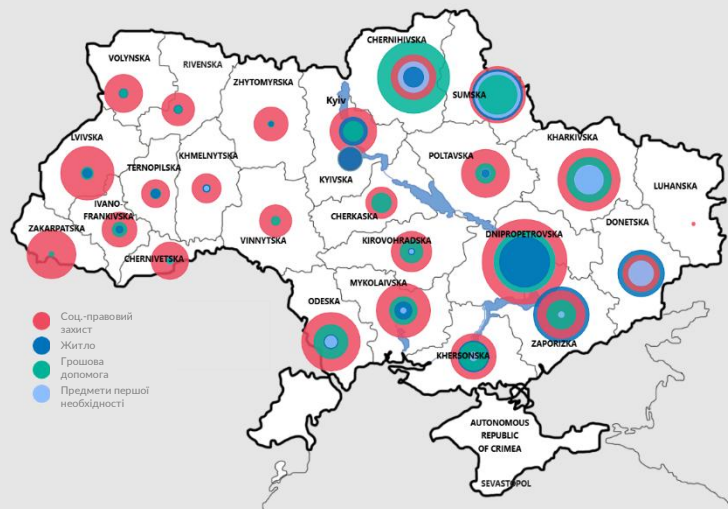 CHERNIHIVSKA
VOLYNSKA
RIVENSKA
ZHYTOMYRSKA
SUMSKA
Kyiv
LVIVSKA
KHARKIVSKA
KHMELNYTSKA
TERNOPILSKA
POLTAVSKA
KYIVSKA
LUHANSKA
IVANO
FRANKIVSKA
CHERKASKA
ZAKARPATSKA
VINNYTSKA
DNIPROPETROVSKA
DONETSKA
KIROVOHRADSKA
CHERNIVETSKA
MYKOLAIVSKA
ODESKA
ZAPORIZKA
KHERSONSKA
Соц.-правовий
захист
Житло
Грошова
допомога
Предмети першої
необхідності
AUTONOMOUS
REPUBLIC
OF CRIMEA
SEVASTOPOL